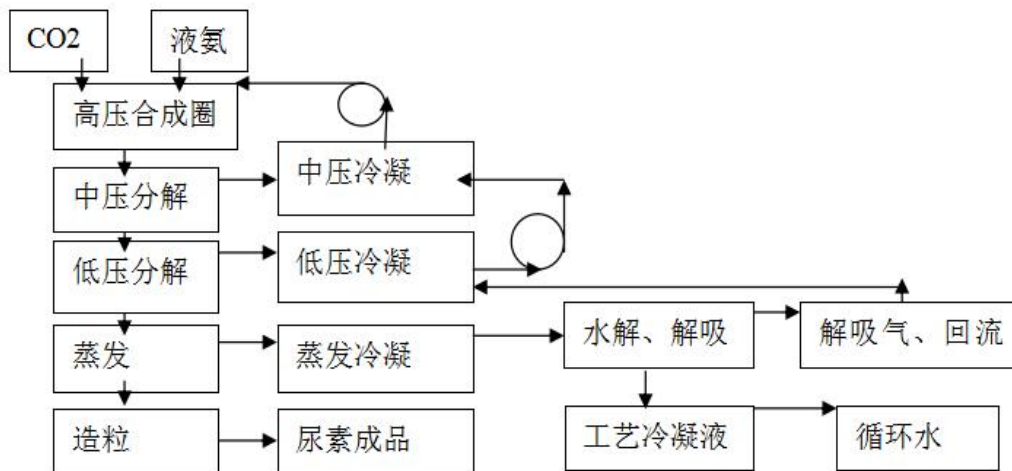 CO2
液氨
高压合成圈
中压分解
中压冷凝
低压分解
低压冷凝
蒸发
蒸发冷凝
水解、解吸
解吸气、回流
造粒
尿素成品
工艺冷凝液
循环水